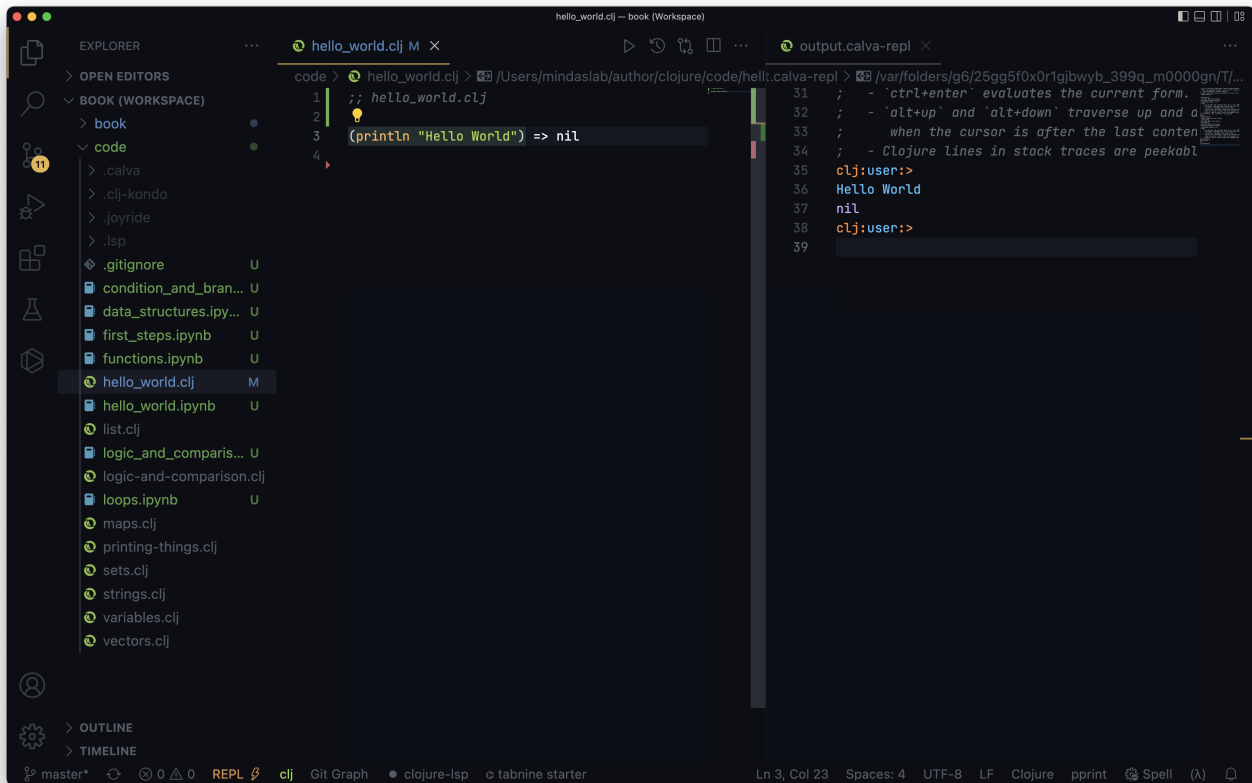 hello_world.clj — book (Workspace)
EXPLORER
OPEN EDITORS
BOOK (WORKSPACE)
book
code
.calva
.clj-kondo
.joyride
.lsp
.gitignore U
condition_and_bran... U
data_structures.ipy... U
first_steps.ipynb U
functions.ipynb U
hello_world.clj M
hello_world.ipynb U
list.clj
logic_and_comparis... U
logic-and-comparison.clj
loops.ipynb U
maps.clj
printing-things.clj
sets.clj
strings.clj
variables.clj
vectors.clj
OUTLINE
TIMELINE
11
hello_world.clj M
code > hello_world.clj > /Users/mindaslab/author/clojure/code/hell
1 ;; hello_world.clj
2
3 (println "Hello World") => nil
4
output.calva-repl
t.calva-repl > /var/folders/g6/25gg5f0x0r1gjbwyb_399q_m0000gn/T/...
31 ;   - `ctrl+enter` evaluates the current form.
32 ;   - `alt+up` and `alt+down` traverse up and d
33 ;      when the cursor is after the last conten
34 ;   - Clojure lines in stack traces are peekabl
35 clj:user:>
36 Hello World
37 nil
38 clj:user:>
39
master* 0 0 REPL clj Git Graph clojure-lsp tabnine starter Ln 3, Col 23 Spaces: 4 UTF-8 LF Clojure pprint Spell (λ)